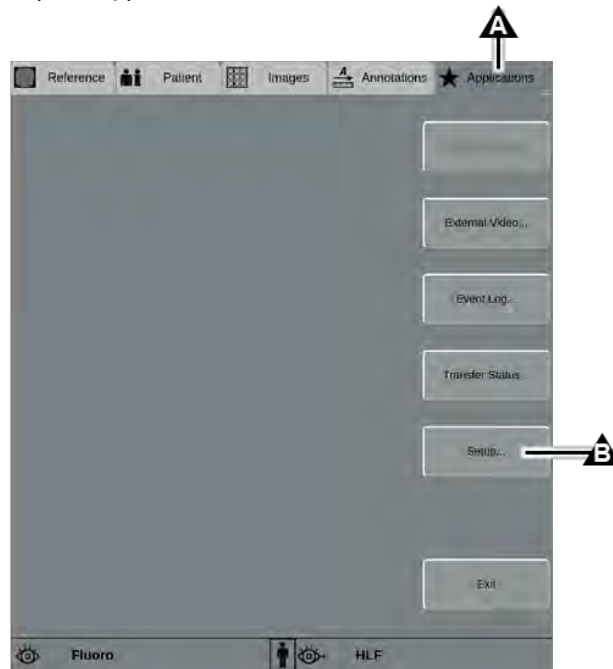 A
Reference Patient Images A Annotations Applications
External Video...
Event Log...
Transfer Status...
Setup...
B
Exit
Fluoro HLF